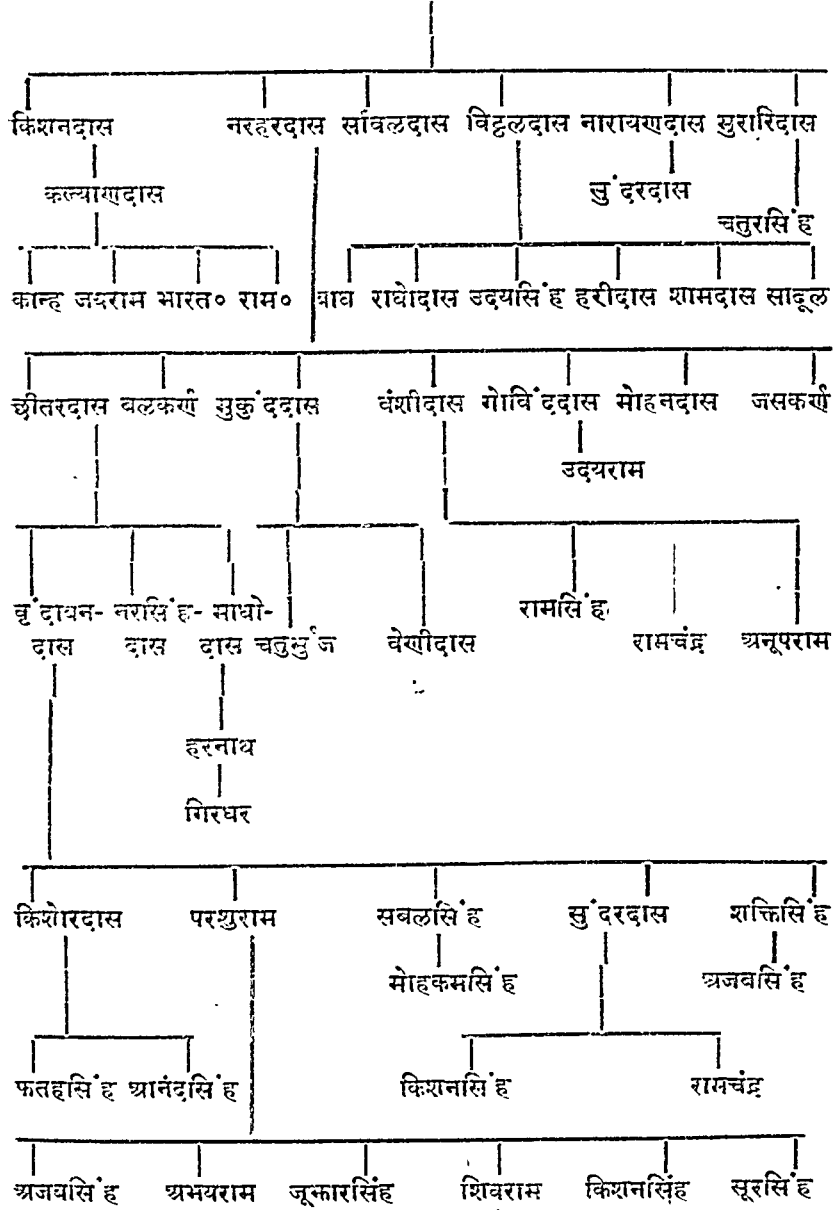 किशनदास नरहरदास सांवलदास विट्ठलदास नारायणदास मुरारिदास
कल्याणदास सुंदरदास
चतुरसिंह
कान्ह जयराम भारत० राम० बाघ राघोदास उदयसिंह हरीदास शामदास सादूल
छीतरदास बलकर्ण मुकुंददास बंशीदास गोविंददास मोहनदास जसकर्ण
उदयराम
वृंदावन- नरसिंह- माधो- रामसिंह
दास दास दास चतुर्भुज वेणीदास रामचंद्र अनूपराम
हरनाथ
गिरधर
किशोरदास परशुराम सबलसिंह सुंदरदास शक्तिसिंह
मोहकमसिंह अजबसिंह
फतहसिंह आनंदसिंह किशनसिंह रामचंद्र
अजबसिंह अभयराम जूझारसिंह शिवराम किशनसिंह सूरसिंह